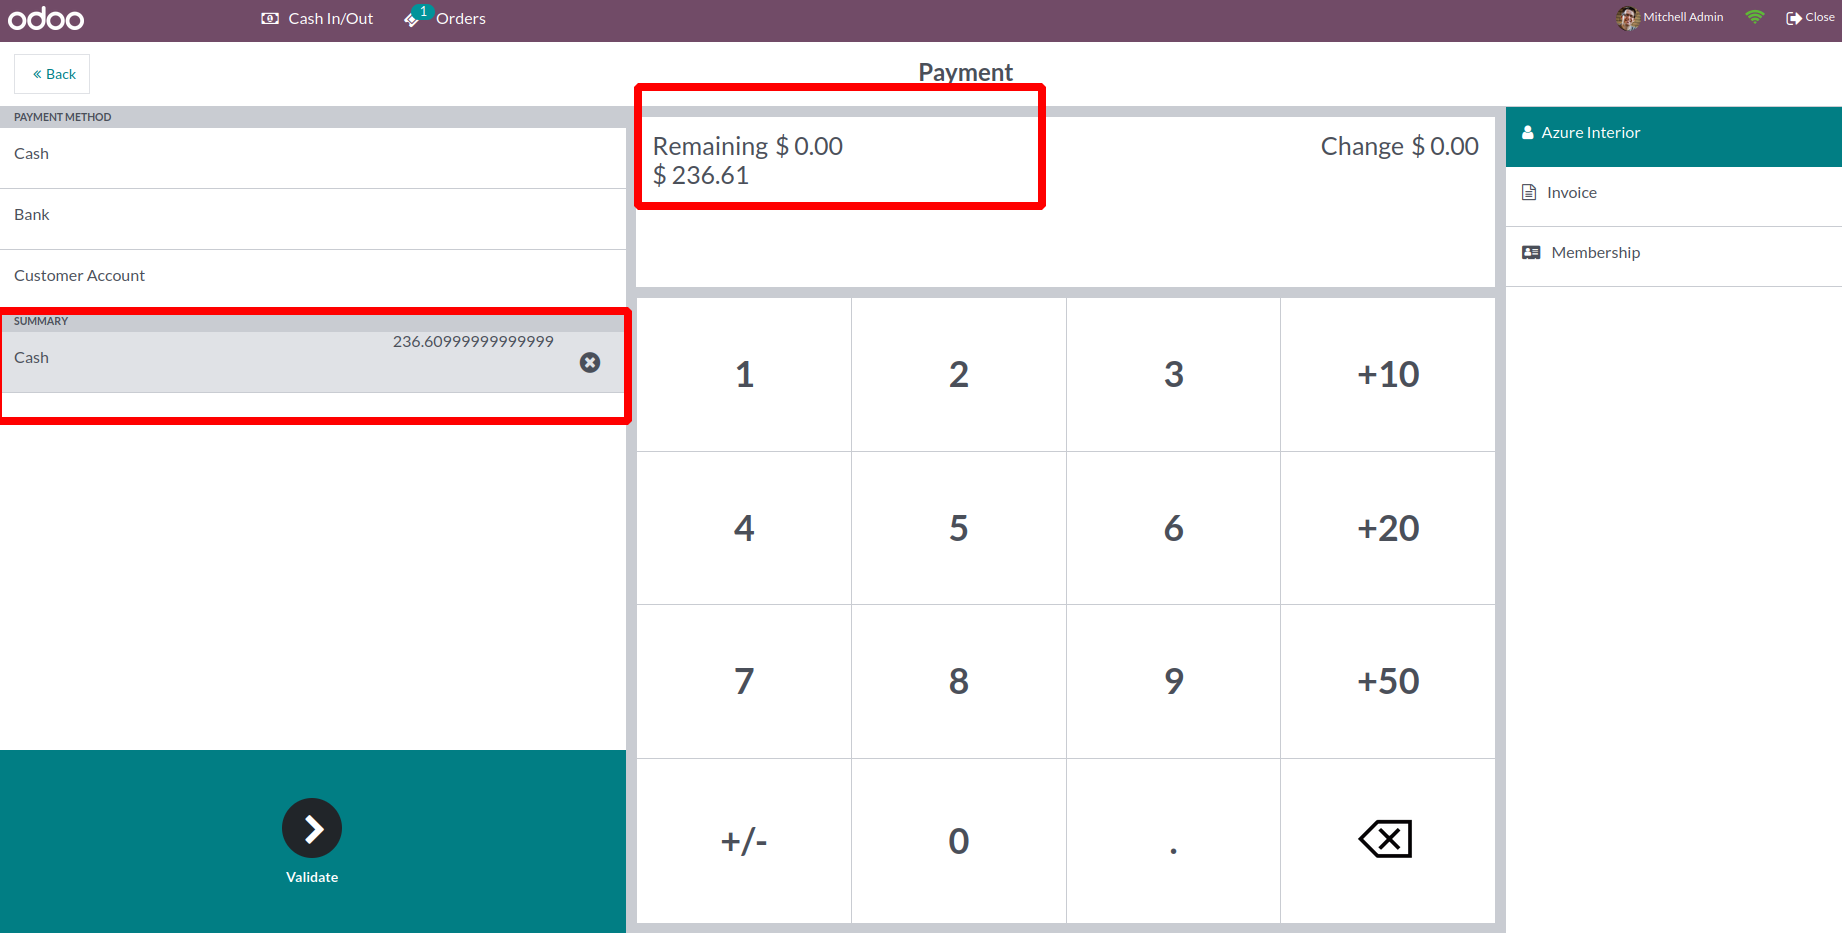 odoo
Cash In/Out
1
Orders
Mitchell Admin
Close
Back
Payment
PAYMENT METHOD
Cash
Bank
Customer Account
SUMMARY
Cash
236.60999999999999
Validate
Remaining $ 0.00
$ 236.61
Change $ 0.00
1 2 3 +10
4 5 6 +20
7 8 9 +50
+/- 0 .
Azure Interior
Invoice
Membership